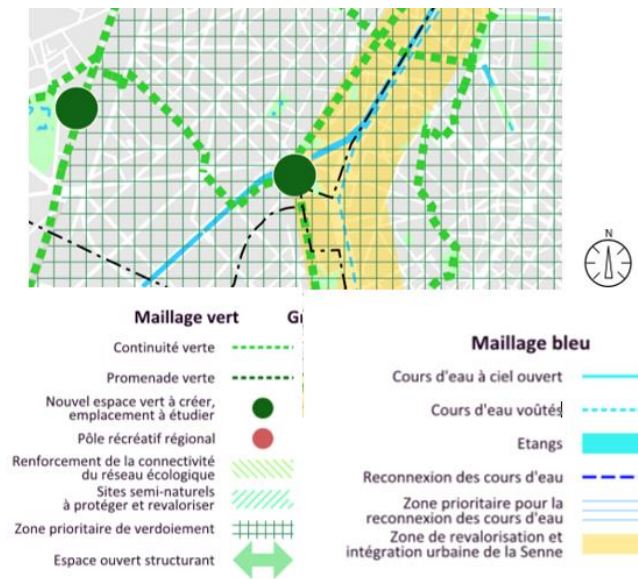 N
Maillage vert
G
Continuité verte
Promenade verte
Nouvel espace vert à créer,
emplacement à étudier
Pôle récréatif régional
Renforcement de la connectivité
du réseau écologique
Sites semi-naturels
à protéger et revaloriser
Zone prioritaire de verdoiement
Espace ouvert structurant
Maillage bleu
Cours d'eau à ciel ouvert
Cours d'eau voûtés
Etangs
Reconnexion des cours d'eau
Zone prioritaire pour la
reconnexion des cours d'eau
Zone de revalorisation et
intégration urbaine de la Senne